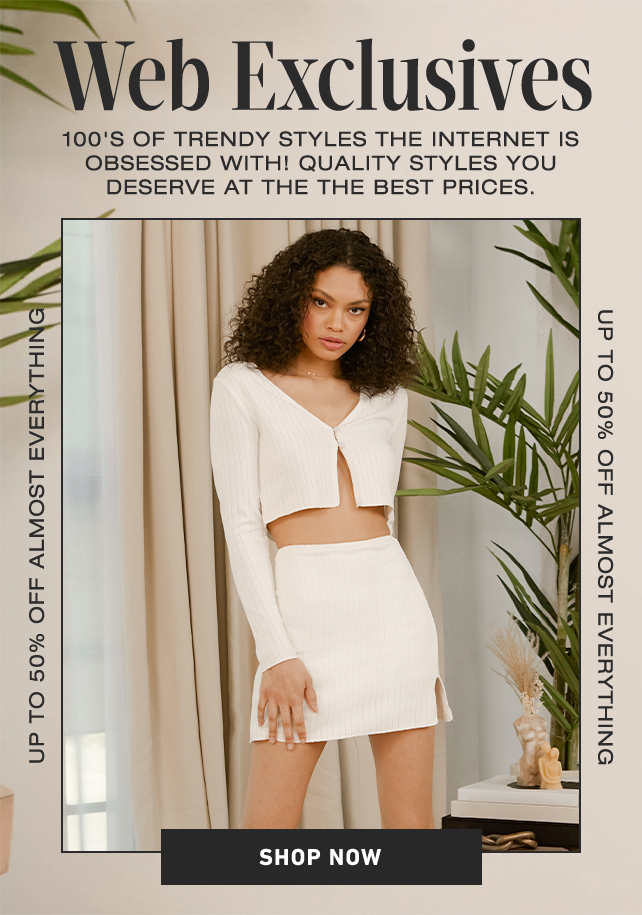 Web Exclusives
100'S OF TRENDY STYLES THE INTERNET IS
OBSESSED WITH! QUALITY STYLES YOU
DESERVE AT THE THE BEST PRICES.
UP TO 50% OFF ALMOST EVERYTHING
UP TO 50% OFF ALMOST EVERYTHING
SHOP NOW